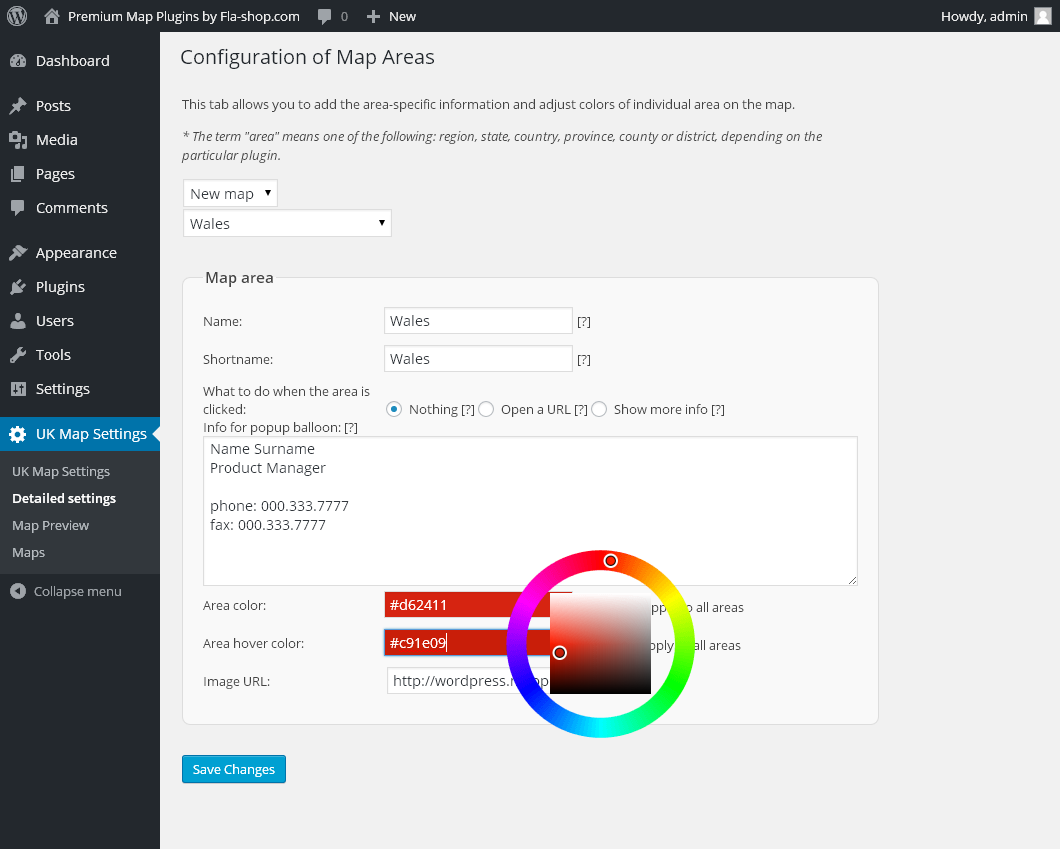 Premium Map Plugins by Fla-shop.com 0 New Howdy, admin
Dashboard
Posts
Media
Pages
Comments
Appearance
Plugins
Users
Tools
Settings
UK Map Settings
UK Map Settings
Detailed settings
Map Preview
Maps
Collapse menu
Configuration of Map Areas
This tab allows you to add the area-specific information and adjust colors of individual area on the map.
* The term "area" means one of the following: region, state, country, province, county or district, depending on the
particular plugin.
New map
Wales
Map area
Name: Wales [?]
Shortname: Wales [?]
What to do when the area is
clicked: Nothing [?] Open a URL [?] Show more info [?]
Info for popup balloon: [?]
Name Surname
Product Manager
phone: 000.333.7777
fax: 000.333.7777
Area color: #d62411 all areas
Area hover color: #c91e09 all areas
Image URL: http://wordpress.
Save Changes